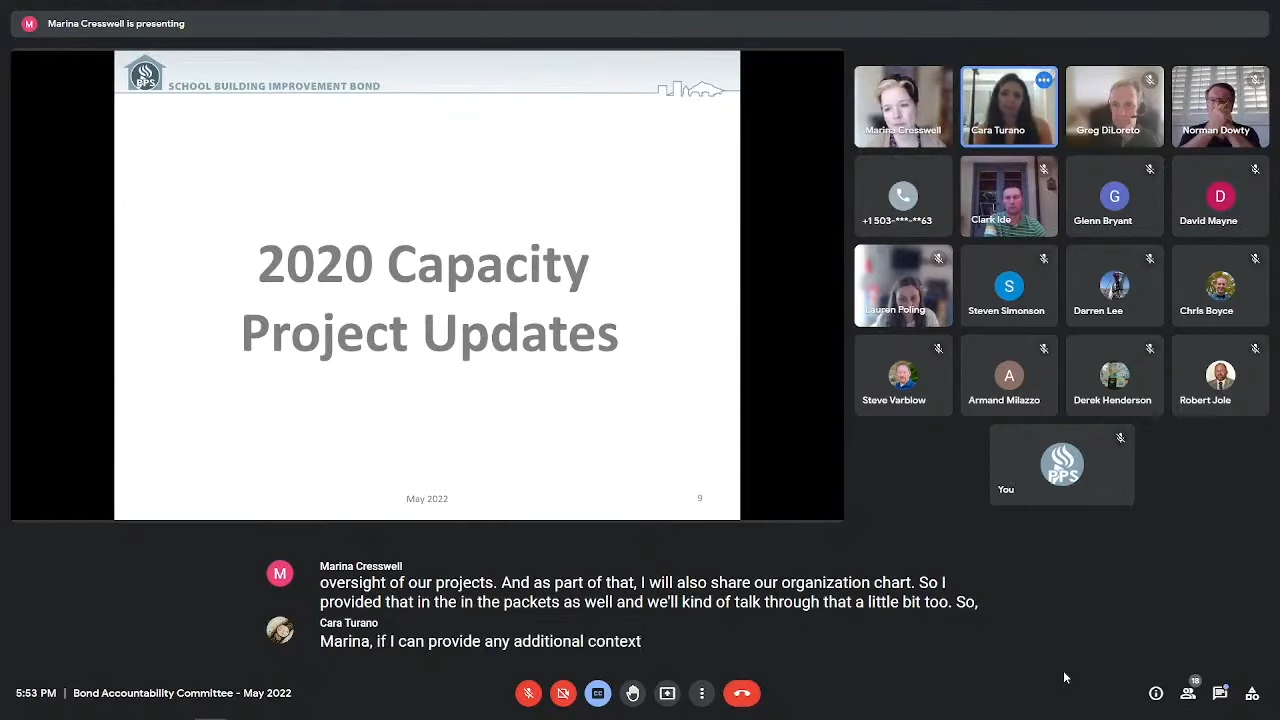 M Marina Cresswell is presenting
PPS SCHOOL BUILDING IMPROVEMENT BOND
2020 Capacity
Project Updates
May 2022 9
Marina Cresswell
Cara Turano
Greg DiLoreto
Norman Dowty
+1 503-***-**63
Clark Ide
G
Glenn Bryant
D
David Mayne
Lauren Poling
S
Steven Simonson
Darren Lee
Chris Boyce
Steve Varblow
A
Armand Milazzo
Derek Henderson
Robert Jole
PPS
You
M
Marina Cresswell
oversight of our projects. And as part of that, I will also share our organization chart. So I
provided that in the in the packets as well and we'll kind of talk through that a little bit too. So,
Cara Turano
Marina, if I can provide any additional context
5:53 PM | Bond Accountability Committee - May 2022
CC
18